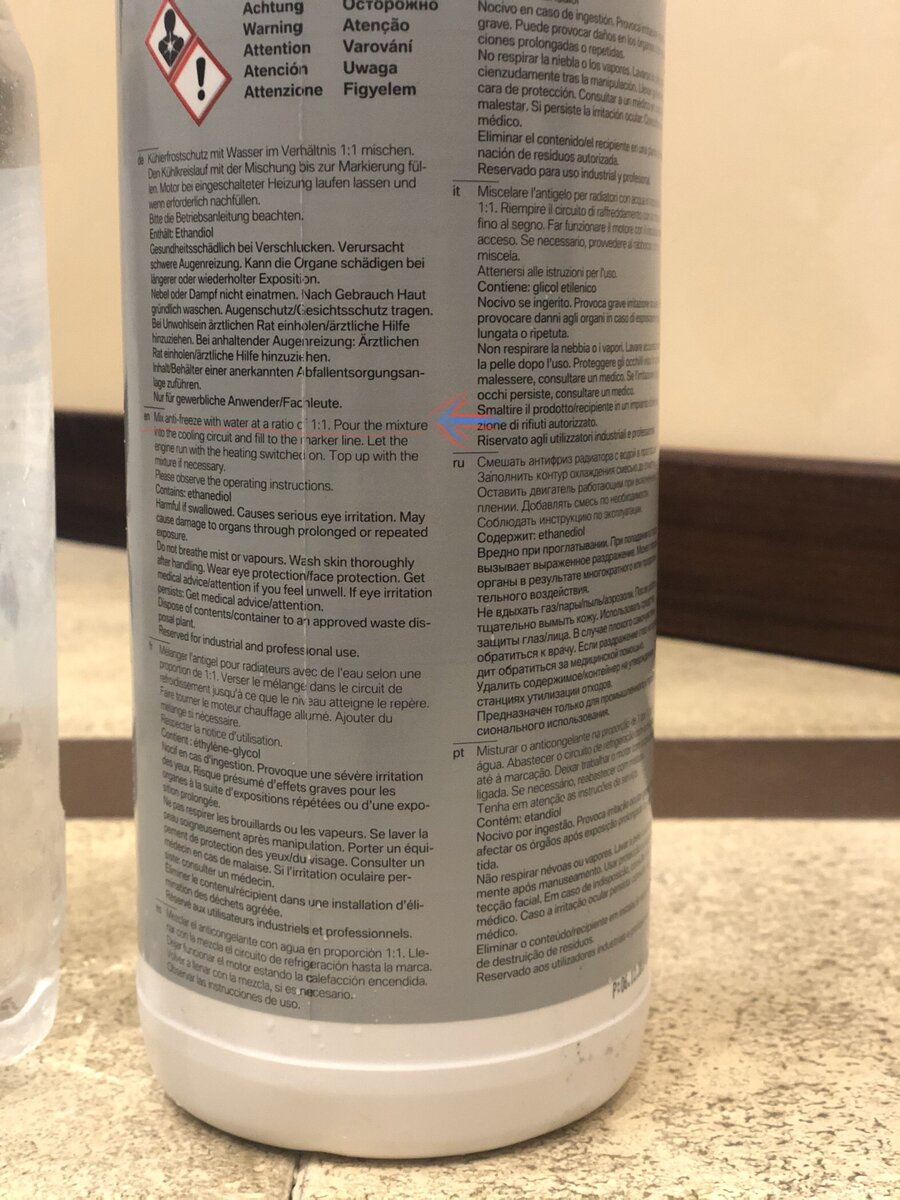 Achtung
Warning
Attention
Atención
Attenzione
Осторожно
Atenção
Varování
Uwaga
Figyelem
de Kühlerfrostschutz mit Wasser im Verhältnis 1:1 mischen.
Den Kühlkreislauf mit der Mischung bis zur Markierung fül-
len. Motor bei eingeschalteter Heizung laufen lassen und
wenn erforderlich nachfüllen.
Bitte die Betriebsanleitung beachten.
Enthält: Ethandiol
Gesundheitsschädlich bei Verschlucken. Verursacht
schwere Augenreizung. Kann die Organe schädigen bei
längerer oder wiederholter Exposition.
Nebel oder Dampf nicht einatmen. Nach Gebrauch Haut
gründlich waschen. Augenschutz/Gesichtsschutz tragen.
Bei Unwohlsein ärztlichen Rat einholen/ärztliche Hilfe
hinzuziehen. Bei anhaltender Augenreizung: Ärztlichen
Rat einholen/ärztliche Hilfe hinzuziehen.
Inhalt/Behälter einer anerkannten Abfallentsorgungsan-
lage zuführen.
Nur für gewerbliche Anwender/Fachleute.
en Mix anti-freeze with water at a ratio of 1:1. Pour the mixture
into the cooling circuit and fill to the marker line. Let the
engine run with the heating switched on. Top up with the
mixture if necessary.
Please observe the operating instructions.
Contains: ethanediol
Harmful if swallowed. Causes serious eye irritation. May
cause damage to organs through prolonged or repeated
exposure.
Do not breathe mist or vapours. Wash skin thoroughly
after handling. Wear eye protection/face protection. Get
medical advice/attention if you feel unwell. If eye irritation
persists: Get medical advice/attention.
Dispose of contents/container to an approved waste dis-
posal plant.
Reserved for industrial and professional use.
fr Mélanger l'antigel pour radiateurs avec de l'eau selon une
proportion de 1:1. Verser le mélange dans le circuit de
refroidissement jusqu'à ce que le niveau atteigne le repère.
Faire tourner le moteur chauffage allumé. Ajouter du
mélange si nécessaire.
Respecter la notice d'utilisation.
Contient : éthylène-glycol
Nocif en cas d'ingestion. Provoque une sévère irritation
des yeux. Risque présumé d'effets graves pour les
organes à la suite d'expositions répétées ou d'une expo-
sition prolongée.
Ne pas respirer les brouillards ou les vapeurs. Se laver la
peau soigneusement après manipulation. Porter un équi-
pement de protection des yeux/du visage. Consulter un
médecin en cas de malaise. Si l'irritation oculaire per-
siste: consulter un médecin.
Éliminer le contenu/récipient dans une installation d'éli-
mination des déchets agréée.
Réservé aux utilisateurs industriels et professionnels.
es Mezclar el anticongelante con agua en proporción 1:1. Lle-
nar con la mezcla el circuito de refrigeración hasta la marca.
Dejar funcionar el motor estando la calefacción encendida.
Volver a llenar con la mezcla, si es necesario.
Observar las instrucciones de uso.
Nocivo en caso de ingestión. Provoca
grave. Puede provocar daños en los
ciones prolongadas o repetidas.
No respirar la niebla o los vapores.
cienzudamente tras la manipulación.
cara de protección. Consultar a un
malestar. Si persiste la irritación ocular:
médico.
Eliminar el contenido/el recipiente en una
nación de residuos autorizada.
Reservado para uso industrial y profesional.
it Miscelare l'antigelo per radiatori con acqua
1:1. Riempire il circuito di raffreddamento
fino al segno. Far funzionare il motore con
acceso. Se necessario, provvedere al rabbocco
miscela.
Attenersi alle istruzioni per l'uso.
Contiene: glicol etilenico
Nocivo se ingerito. Provoca grave irritazione
provocare danni agli organi in caso di
lungata o ripetuta.
Non respirare la nebbia o i vapori. Lavare
la pelle dopo l'uso. Proteggere gli occhi/il
malessere, consultare un medico. Se
occhi persiste, consultare un medico.
Smaltire il prodotto/recipiente in un
zione di rifiuti autorizzato.
Riservato agli utilizzatori industriali e
ru Смешать антифриз радиатора с водой в
Заполнить контур охлаждения смесью до
Оставить двигатель работающим при
плении. Добавлять смесь по необходимости.
Соблюдать инструкцию по эксплуатации.
Содержит: ethanediol
Вредно при проглатывании. При
вызывает выраженное раздражение. Может
органы в результате многократного или
тельного воздействия.
Не вдыхать газ/пары/пыль/аэрозоли. После
тщательно вымыть кожу. Использовать
защиты глаз/лица. В случае плохого
обратиться к врачу. Если раздражение
дит обратиться за медицинской помощью.
Удалить содержимое/контейнер на
станциях утилизации отходов.
Предназначен только для
сионального использования.
pt Misturar o anticongelante na proporção de
água. Abastecer o circuito de refrigeração
até à marcação. Deixar trabalhar o motor
ligada. Se necessário, reabastecer com
Tenha em atenção as instruções de serviço.
Contém: etandiol
Nocivo por ingestão. Provoca irritação ocular
afectar os órgãos após exposição prolongada
tida.
Não respirar névoas ou vapores. Lavar
mente após manuseamento. Usar
tecção facial. Em caso de indisposição,
médico. Caso a irritação ocular persista,
médico.
Eliminar o conteúdo/recipiente em
de destruição de resíduos.
Reservado aos utilizadores industriais e